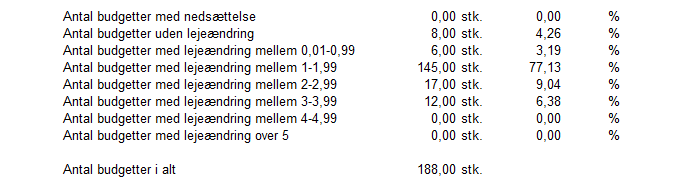 Antal budgetter med nedsættelse 0,00 stk. 0,00 %
Antal budgetter uden lejeændring 8,00 stk. 4,26 %
Antal budgetter med lejeændring mellem 0,01-0,99 6,00 stk. 3,19 %
Antal budgetter med lejeændring mellem 1-1,99 145,00 stk. 77,13 %
Antal budgetter med lejeændring mellem 2-2,99 17,00 stk. 9,04 %
Antal budgetter med lejeændring mellem 3-3,99 12,00 stk. 6,38 %
Antal budgetter med lejeændring mellem 4-4,99 0,00 stk. 0,00 %
Antal budgetter med lejeændring over 5 0,00 stk. 0,00 %
Antal budgetter i alt 188,00 stk.